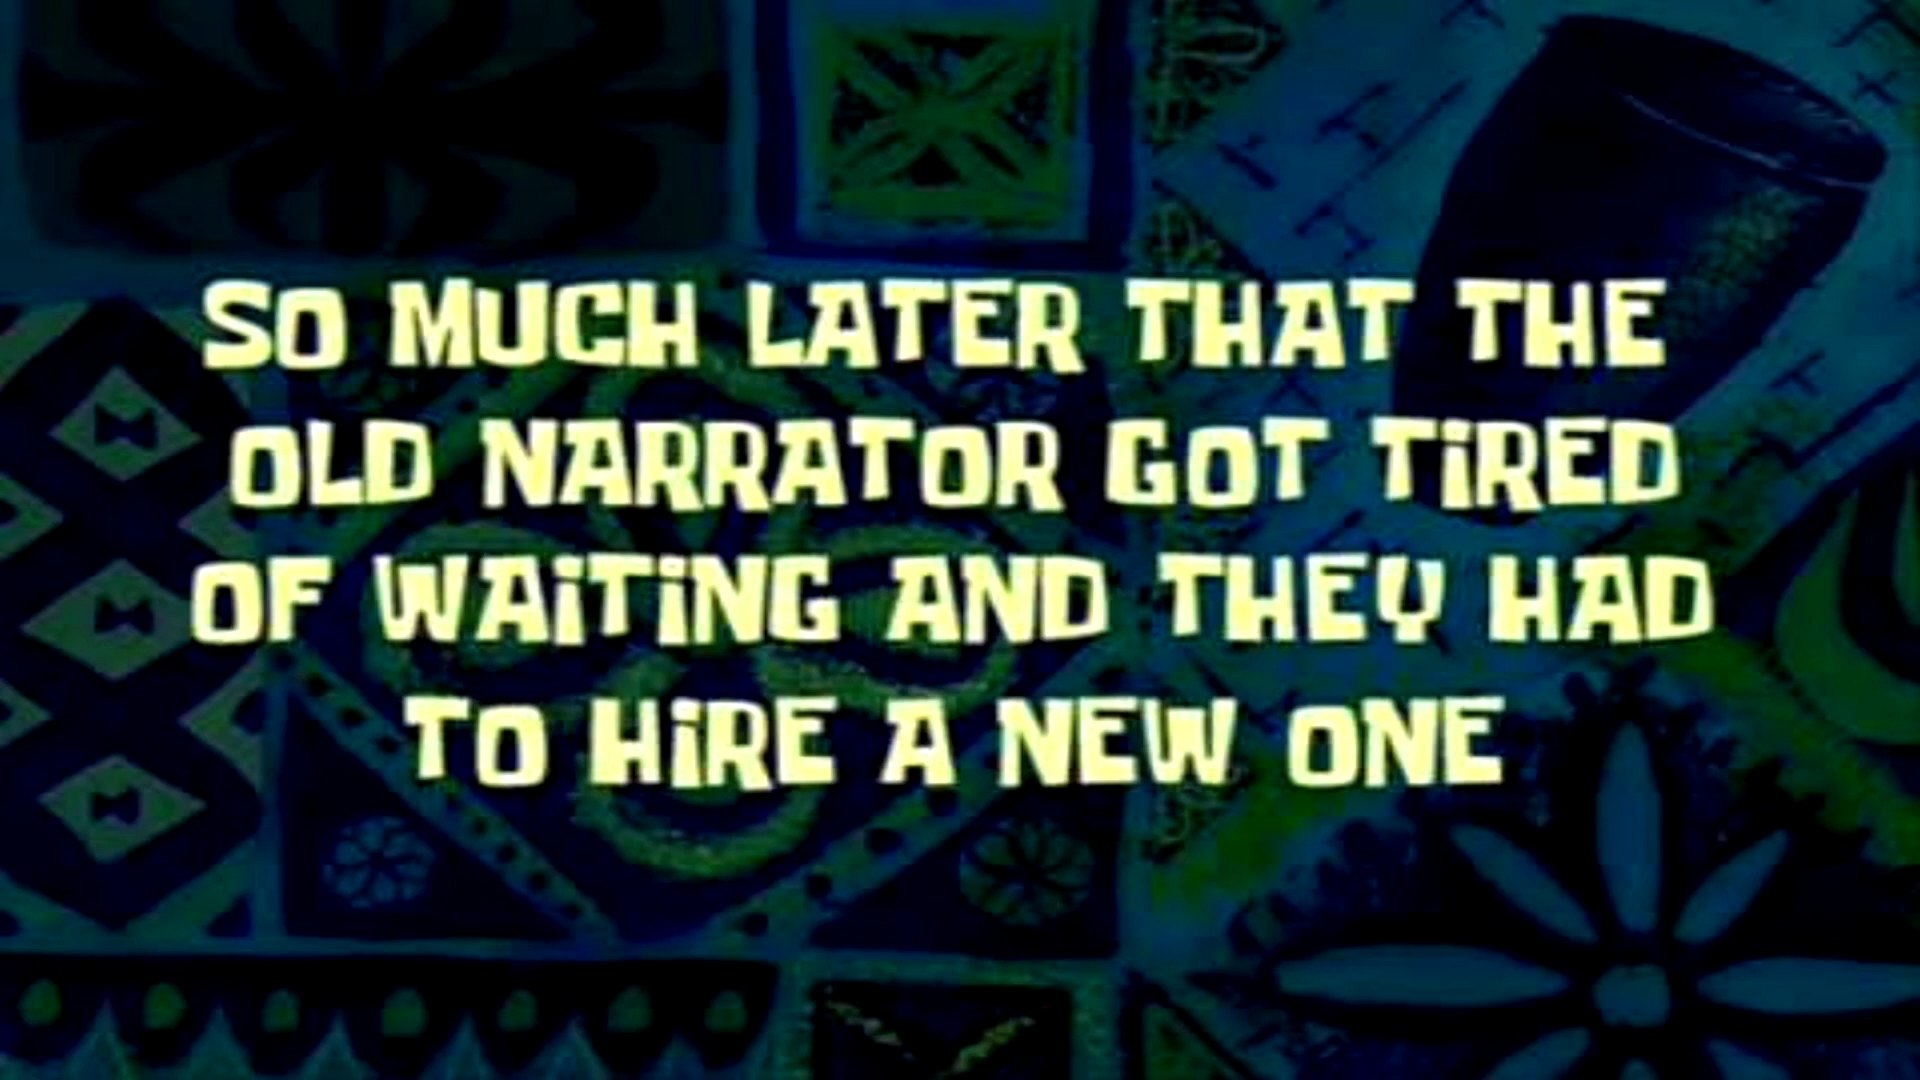 SO MUCH LATER THAT THE
OLD NARRATOR GOT TiRED
OF WAiTiNG AND THEY HAD
TO HiRE A NEW ONE